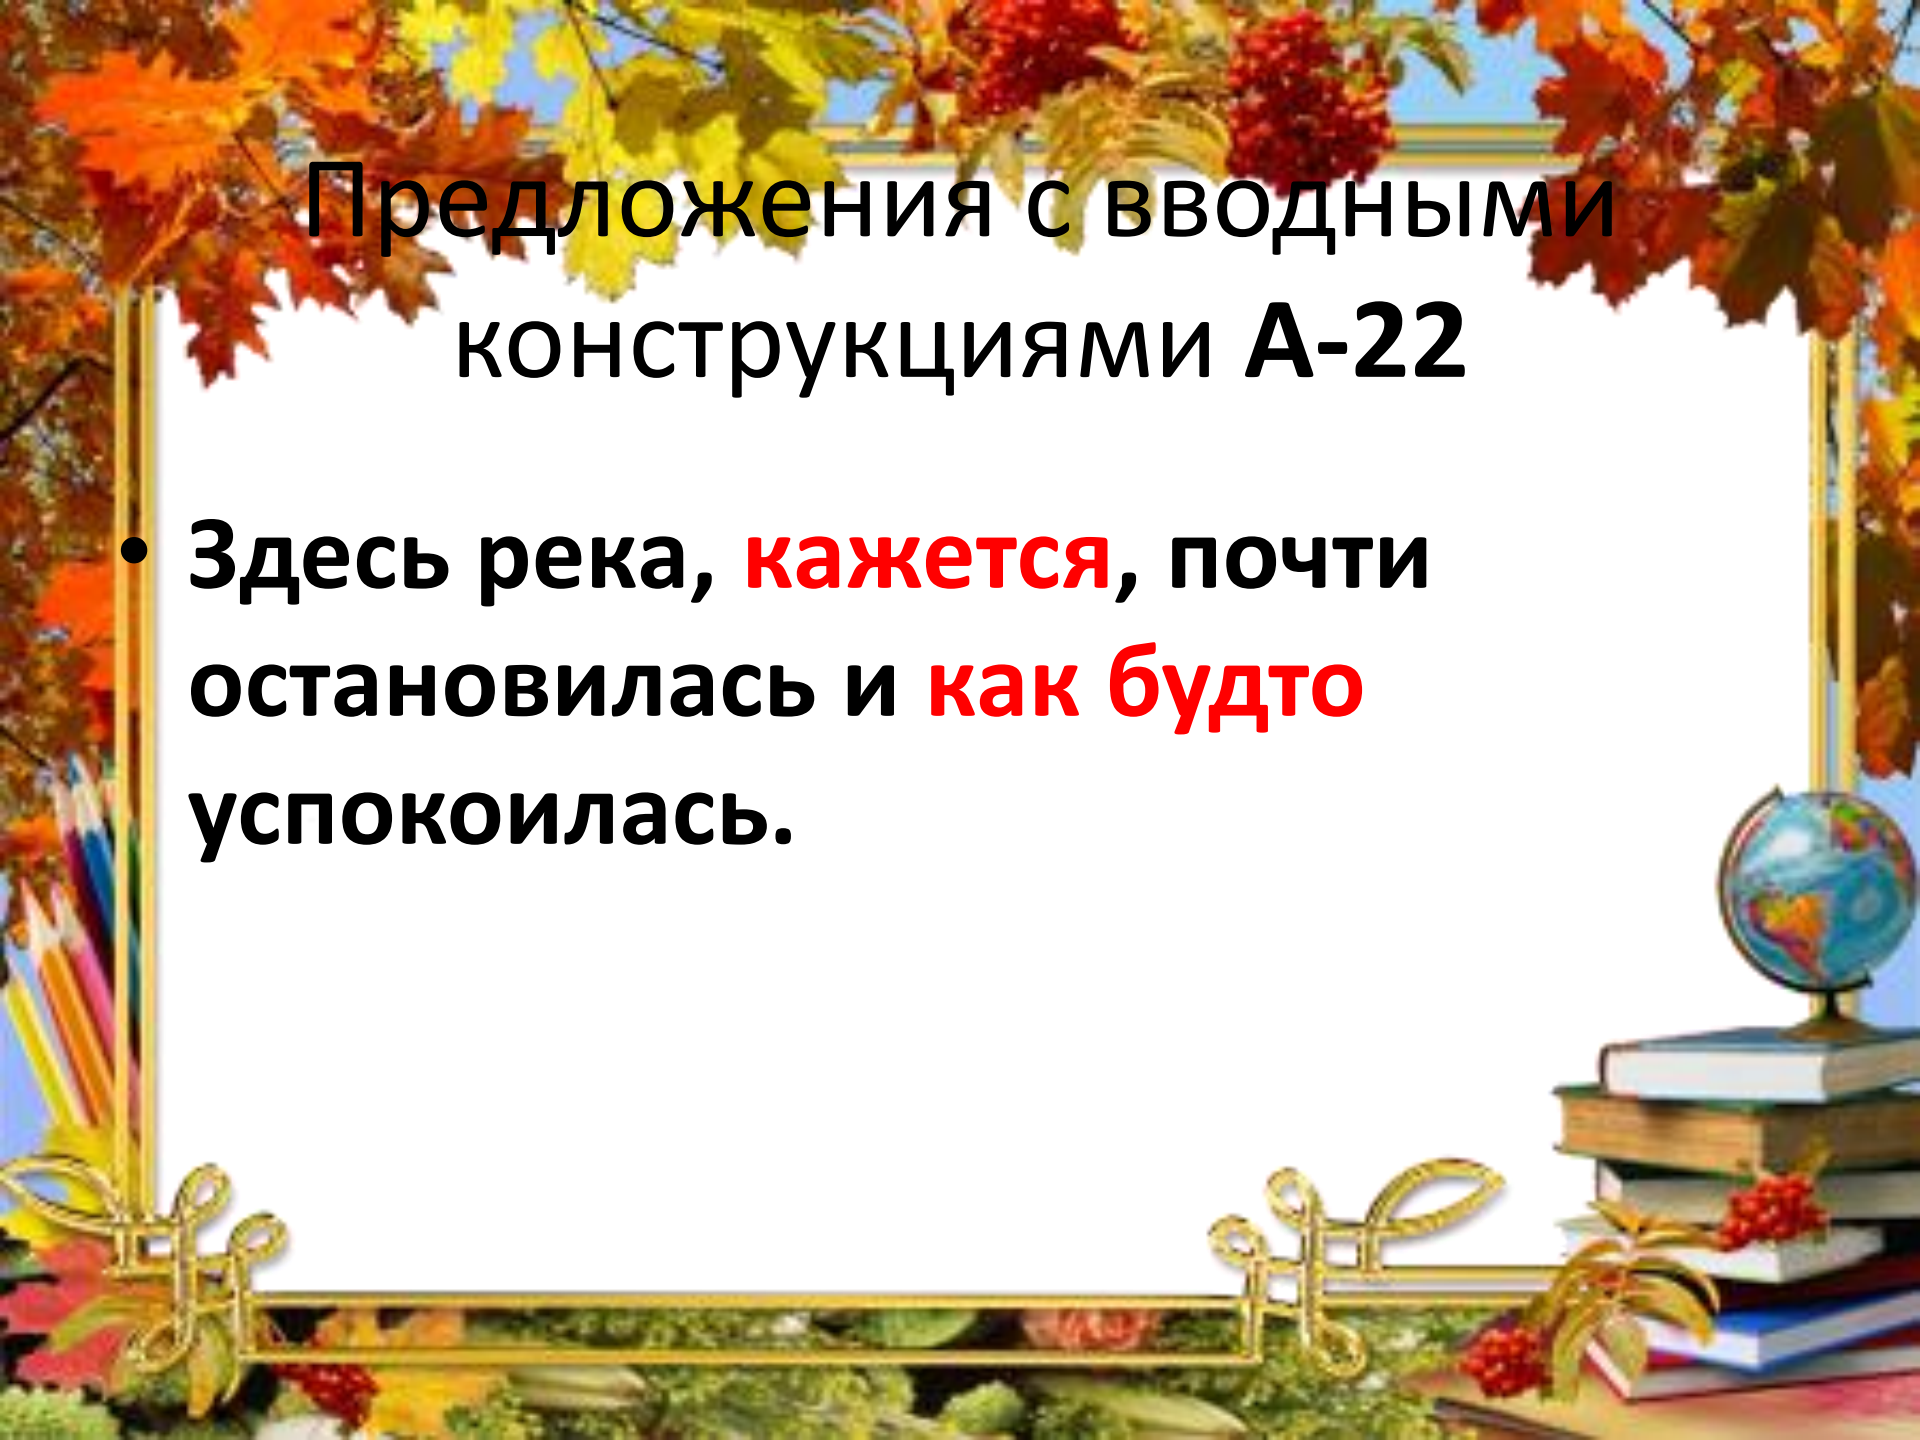 Предложения с вводными
конструкциями А-22
• Здесь река, кажется, почти
остановилась и как будто
успокоилась.